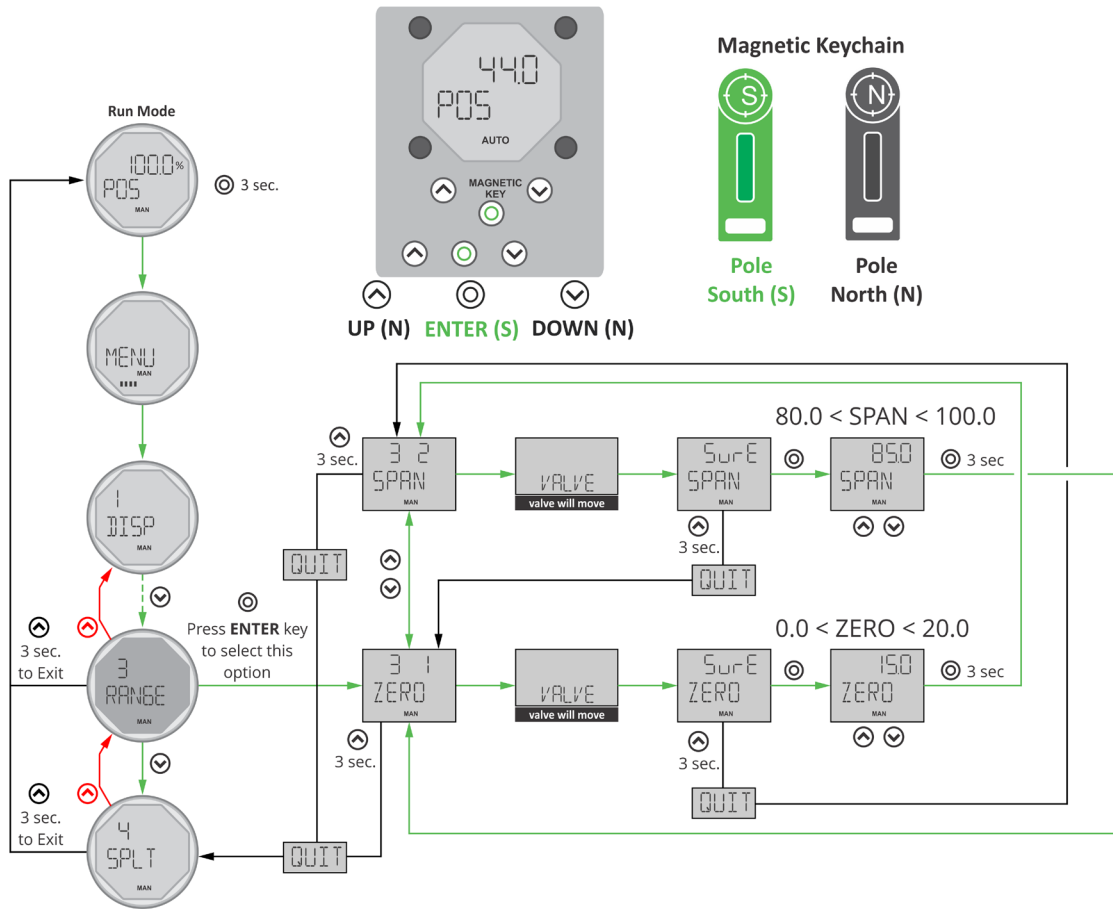 Run Mode
100.0%
POS
MAN
3 sec.
MENU
MAN
1
DISP
MAN
3 sec.
to Exit
3
RANGE
MAN
3 sec.
to Exit
4
SPLT
MAN
44.0
POS
AUTO
MAGNETIC
KEY
UP (N)
ENTER (S)
DOWN (N)
Magnetic Keychain
S
N
Pole
South (S)
Pole
North (N)
Press ENTER key
to select this
option
80.0 < SPAN < 100.0
3 sec.
3 2
SPAN
MAN
VALVE
valve will move
SurE
SPAN
MAN
85.0
SPAN
MAN
3 sec
QUIT
3 sec.
QUIT
0.0 < ZERO < 20.0
3 1
ZERO
MAN
VALVE
valve will move
SurE
ZERO
MAN
15.0
ZERO
MAN
3 sec
3 sec.
3 sec.
QUIT
QUIT